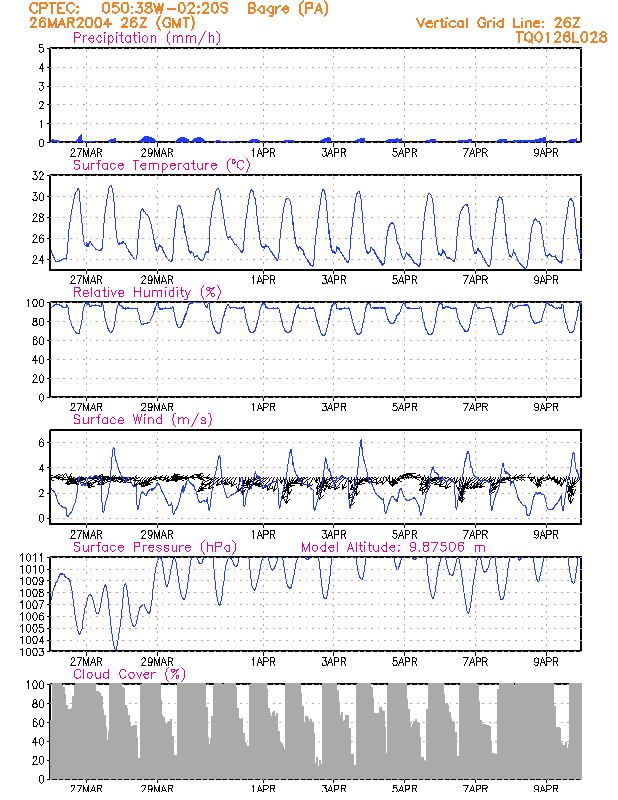 CPTEC: 050:38W-02:20S Bagre (PA)
26MAR2004 26Z (GMT) Vertical Grid Line: 26Z
Precipitation (mm/h) TQ0126L028
5
4
3
2
1
0
27MAR 29MAR 1APR 3APR 5APR 7APR 9APR
Surface Temperature (°C)
32
30
28
26
24
27MAR 29MAR 1APR 3APR 5APR 7APR 9APR
Relative Humidity (%)
100
80
60
40
20
0
27MAR 29MAR 1APR 3APR 5APR 7APR 9APR
Surface Wind (m/s)
6
4
2
0
27MAR 29MAR 1APR 3APR 5APR 7APR 9APR
Surface Pressure (hPa) Model Altitude: 9.87506 m
1011
1010
1009
1008
1007
1006
1005
1004
1003
27MAR 29MAR 1APR 3APR 5APR 7APR 9APR
Cloud Cover (%)
100
80
60
40
20
0
27MAR 29MAR 1APR 3APR 5APR 7APR 9APR